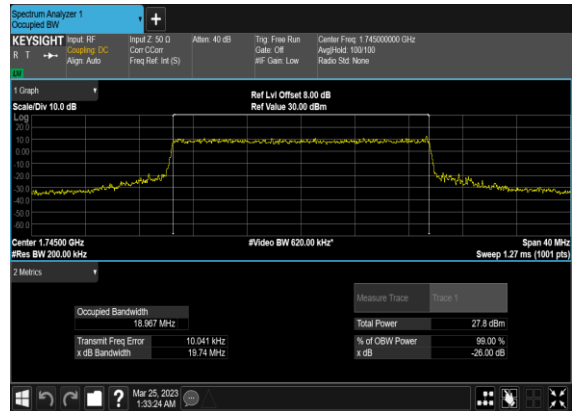 Spectrum Analyzer 1
Occupied BW
+
KEYSIGHT
R T
LW
Input: RF
Coupling: DC
Align: Auto
Input Z: 50 Ω
Corr CCorr
Freq Ref: Int (S)
Atten: 40 dB
Trig: Free Run
Gate: Off
#IF Gain: Low
Center Freq: 1.745000000 GHz
Avg|Hold: 100/100
Radio Std: None
1 Graph
Scale/Div 10.0 dB
Ref Lvl Offset 8.00 dB
Ref Value 30.00 dBm
Log
20.0
10.0
0.00
-10.0
-20.0
-30.0
-40.0
-50.0
-60.0
Center 1.74500 GHz
#Res BW 200.00 kHz
#Video BW 620.00 kHz*
Span 40 MHz
Sweep 1.27 ms (1001 pts)
2 Metrics
Measure Trace Trace 1
Occupied Bandwidth
18.967 MHz
Total Power 27.8 dBm
Transmit Freq Error 10.041 kHz
% of OBW Power 99.00 %
x dB Bandwidth 19.74 MHz
x dB -26.00 dB
?
Mar 25, 2023
1:33:24 AM